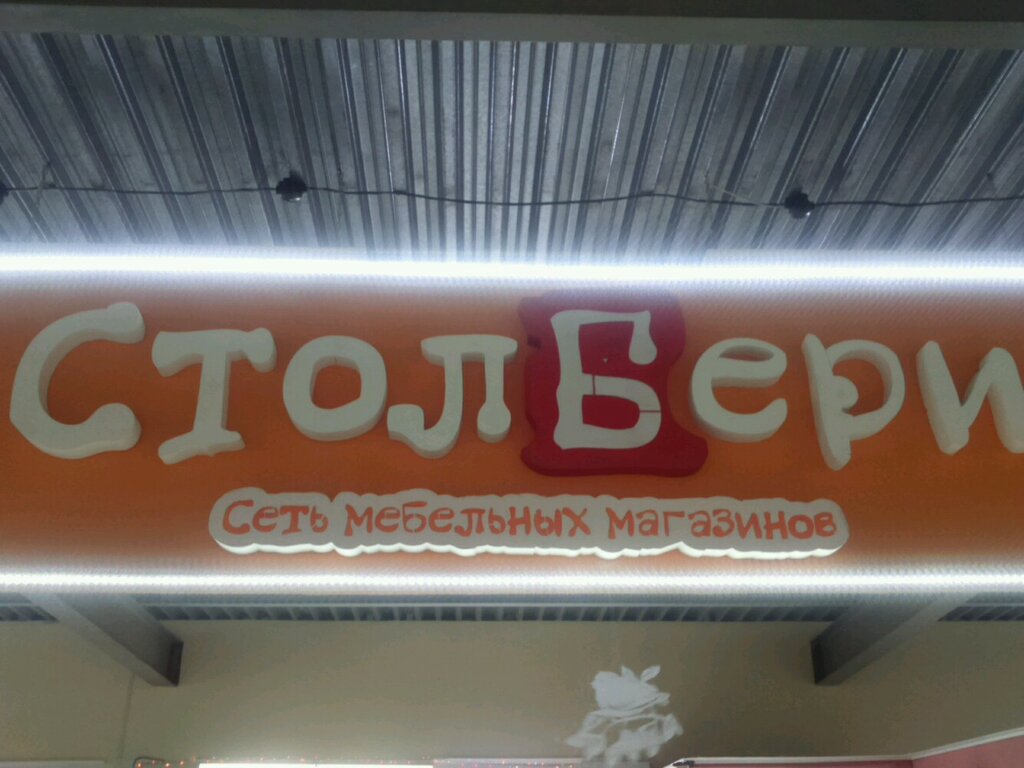 СтолБери
Сеть мебельных магазинов